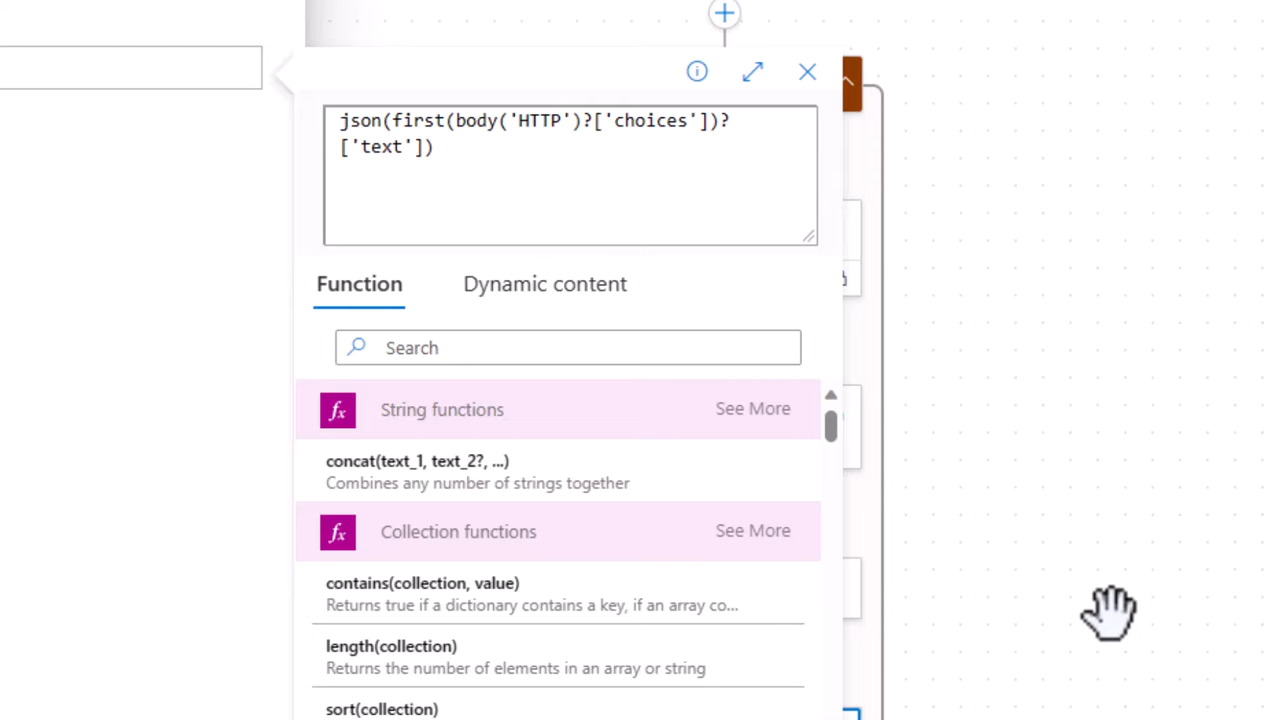 json(first(body('HTTP')?['choices'])?
['text'])
Function
Dynamic content
Search
fx
String functions
See More
concat(text_1, text_2?, ...)
Combines any number of strings together
fx
Collection functions
See More
contains(collection, value)
Returns true if a dictionary contains a key, if an array co...
length(collection)
Returns the number of elements in an array or string
sort(collection)